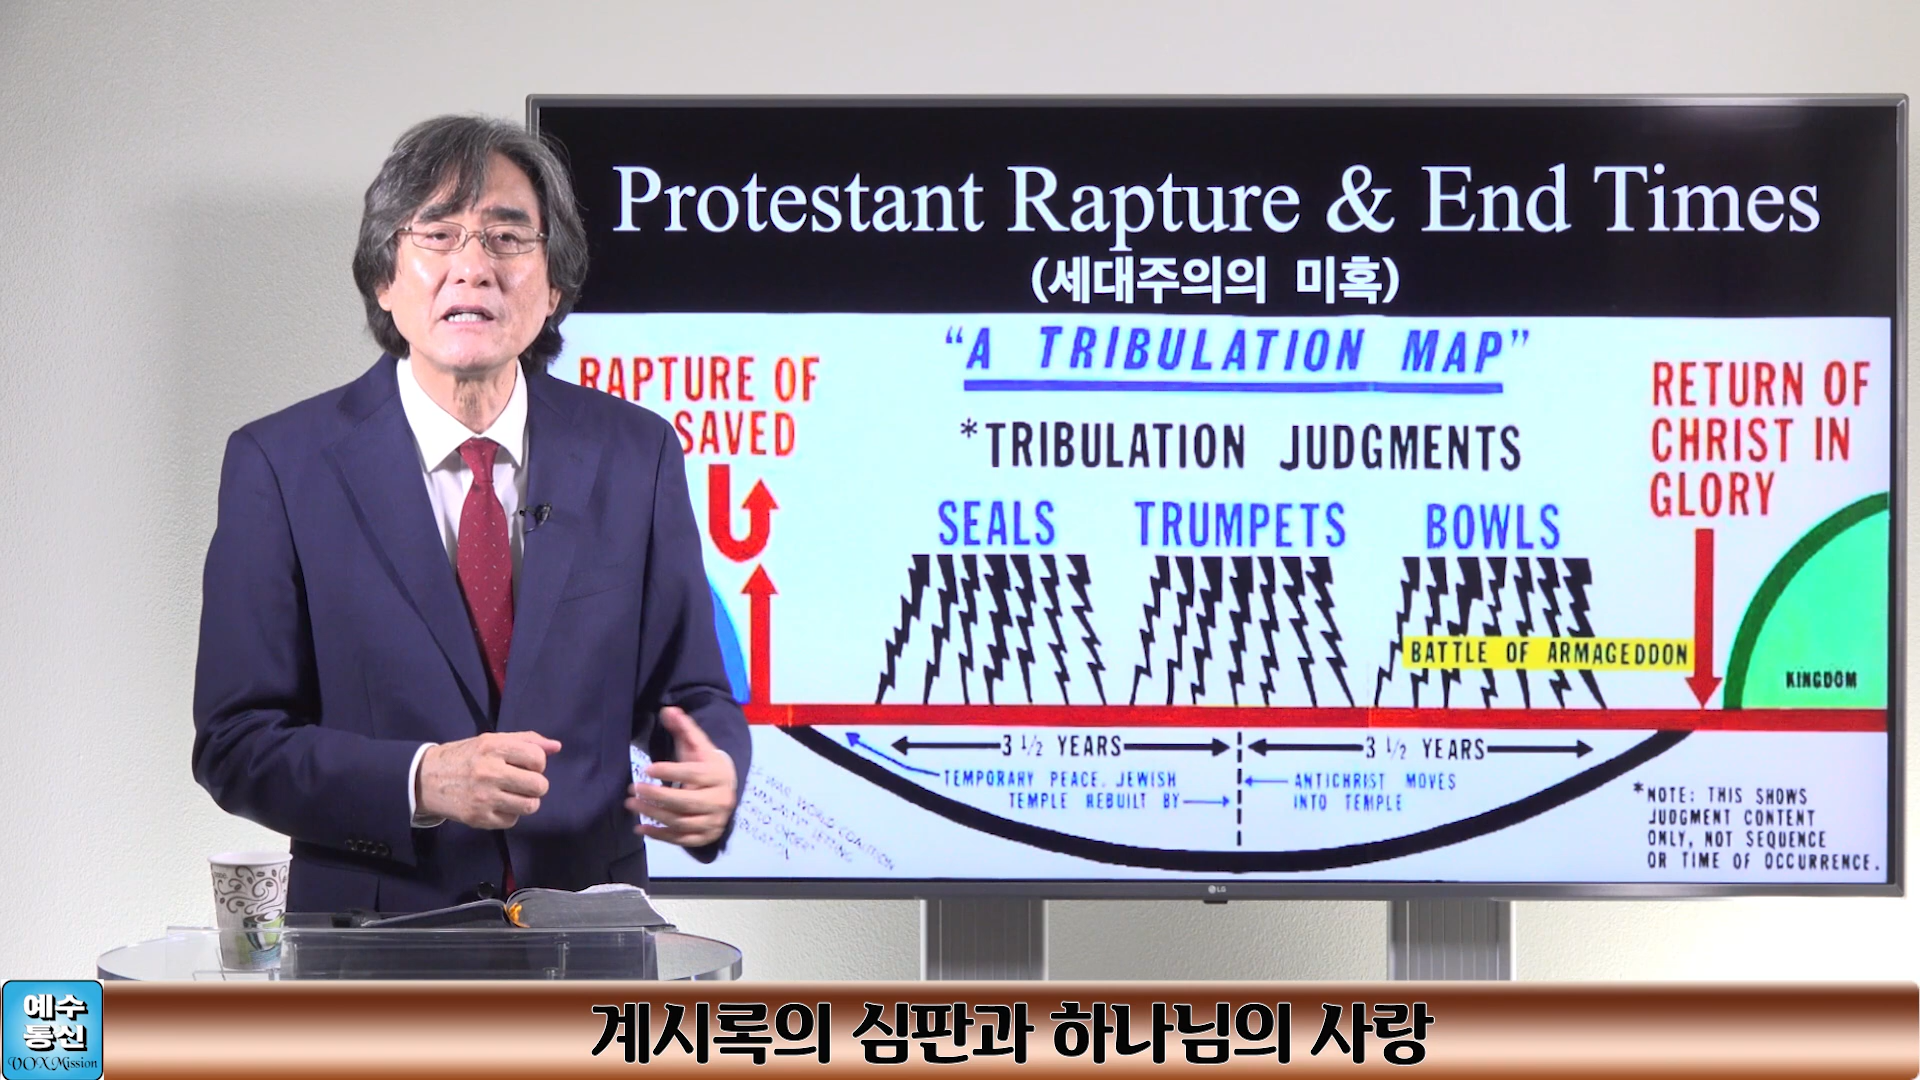 Protestant Rapture & End Times
(세대주의의 미혹)
"A TRIBULATION MAP"
RAPTURE OF
SAVED
*TRIBULATION JUDGMENTS
RETURN OF
CHRIST IN
GLORY
SEALS TRUMPETS BOWLS
BATTLE OF ARMAGEDDON
KINGDOM
3 1/2 YEARS 3 1/2 YEARS
TEMPORARY PEACE. JEWISH
TEMPLE REBUILT BY
ANTICHRIST MOVES
INTO TEMPLE
*NOTE: THIS SHOWS
JUDGMENT CONTENT
ONLY, NOT SEQUENCE
OR TIME OF OCCURRENCE.
WAR, WORLD COALITION
LG
예수
통신
VOX Mission
계시록의 심판과 하나님의 사랑